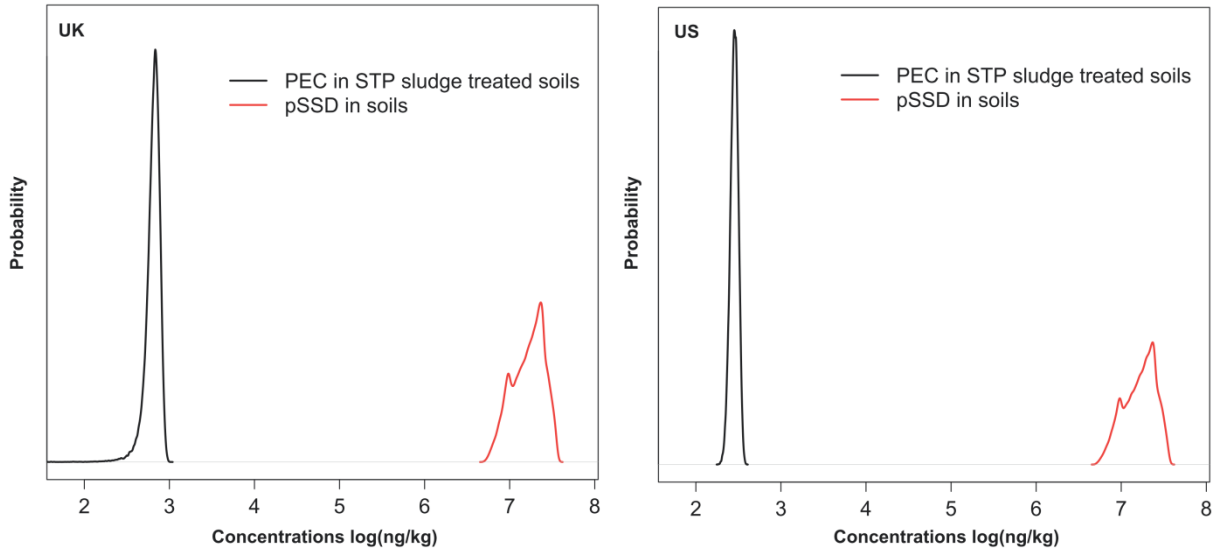 UK
PEC in STP sludge treated soils
pSSD in soils
Probability
2 3 4 5 6 7 8
Concentrations log(ng/kg)
US
PEC in STP sludge treated soils
pSSD in soils
Probability
2 3 4 5 6 7 8
Concentrations log(ng/kg)